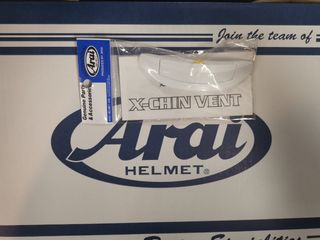 Join the team of
Arai
Genuine Parts
& Accessories
X-CHIN VENT
Arai
HELMET®